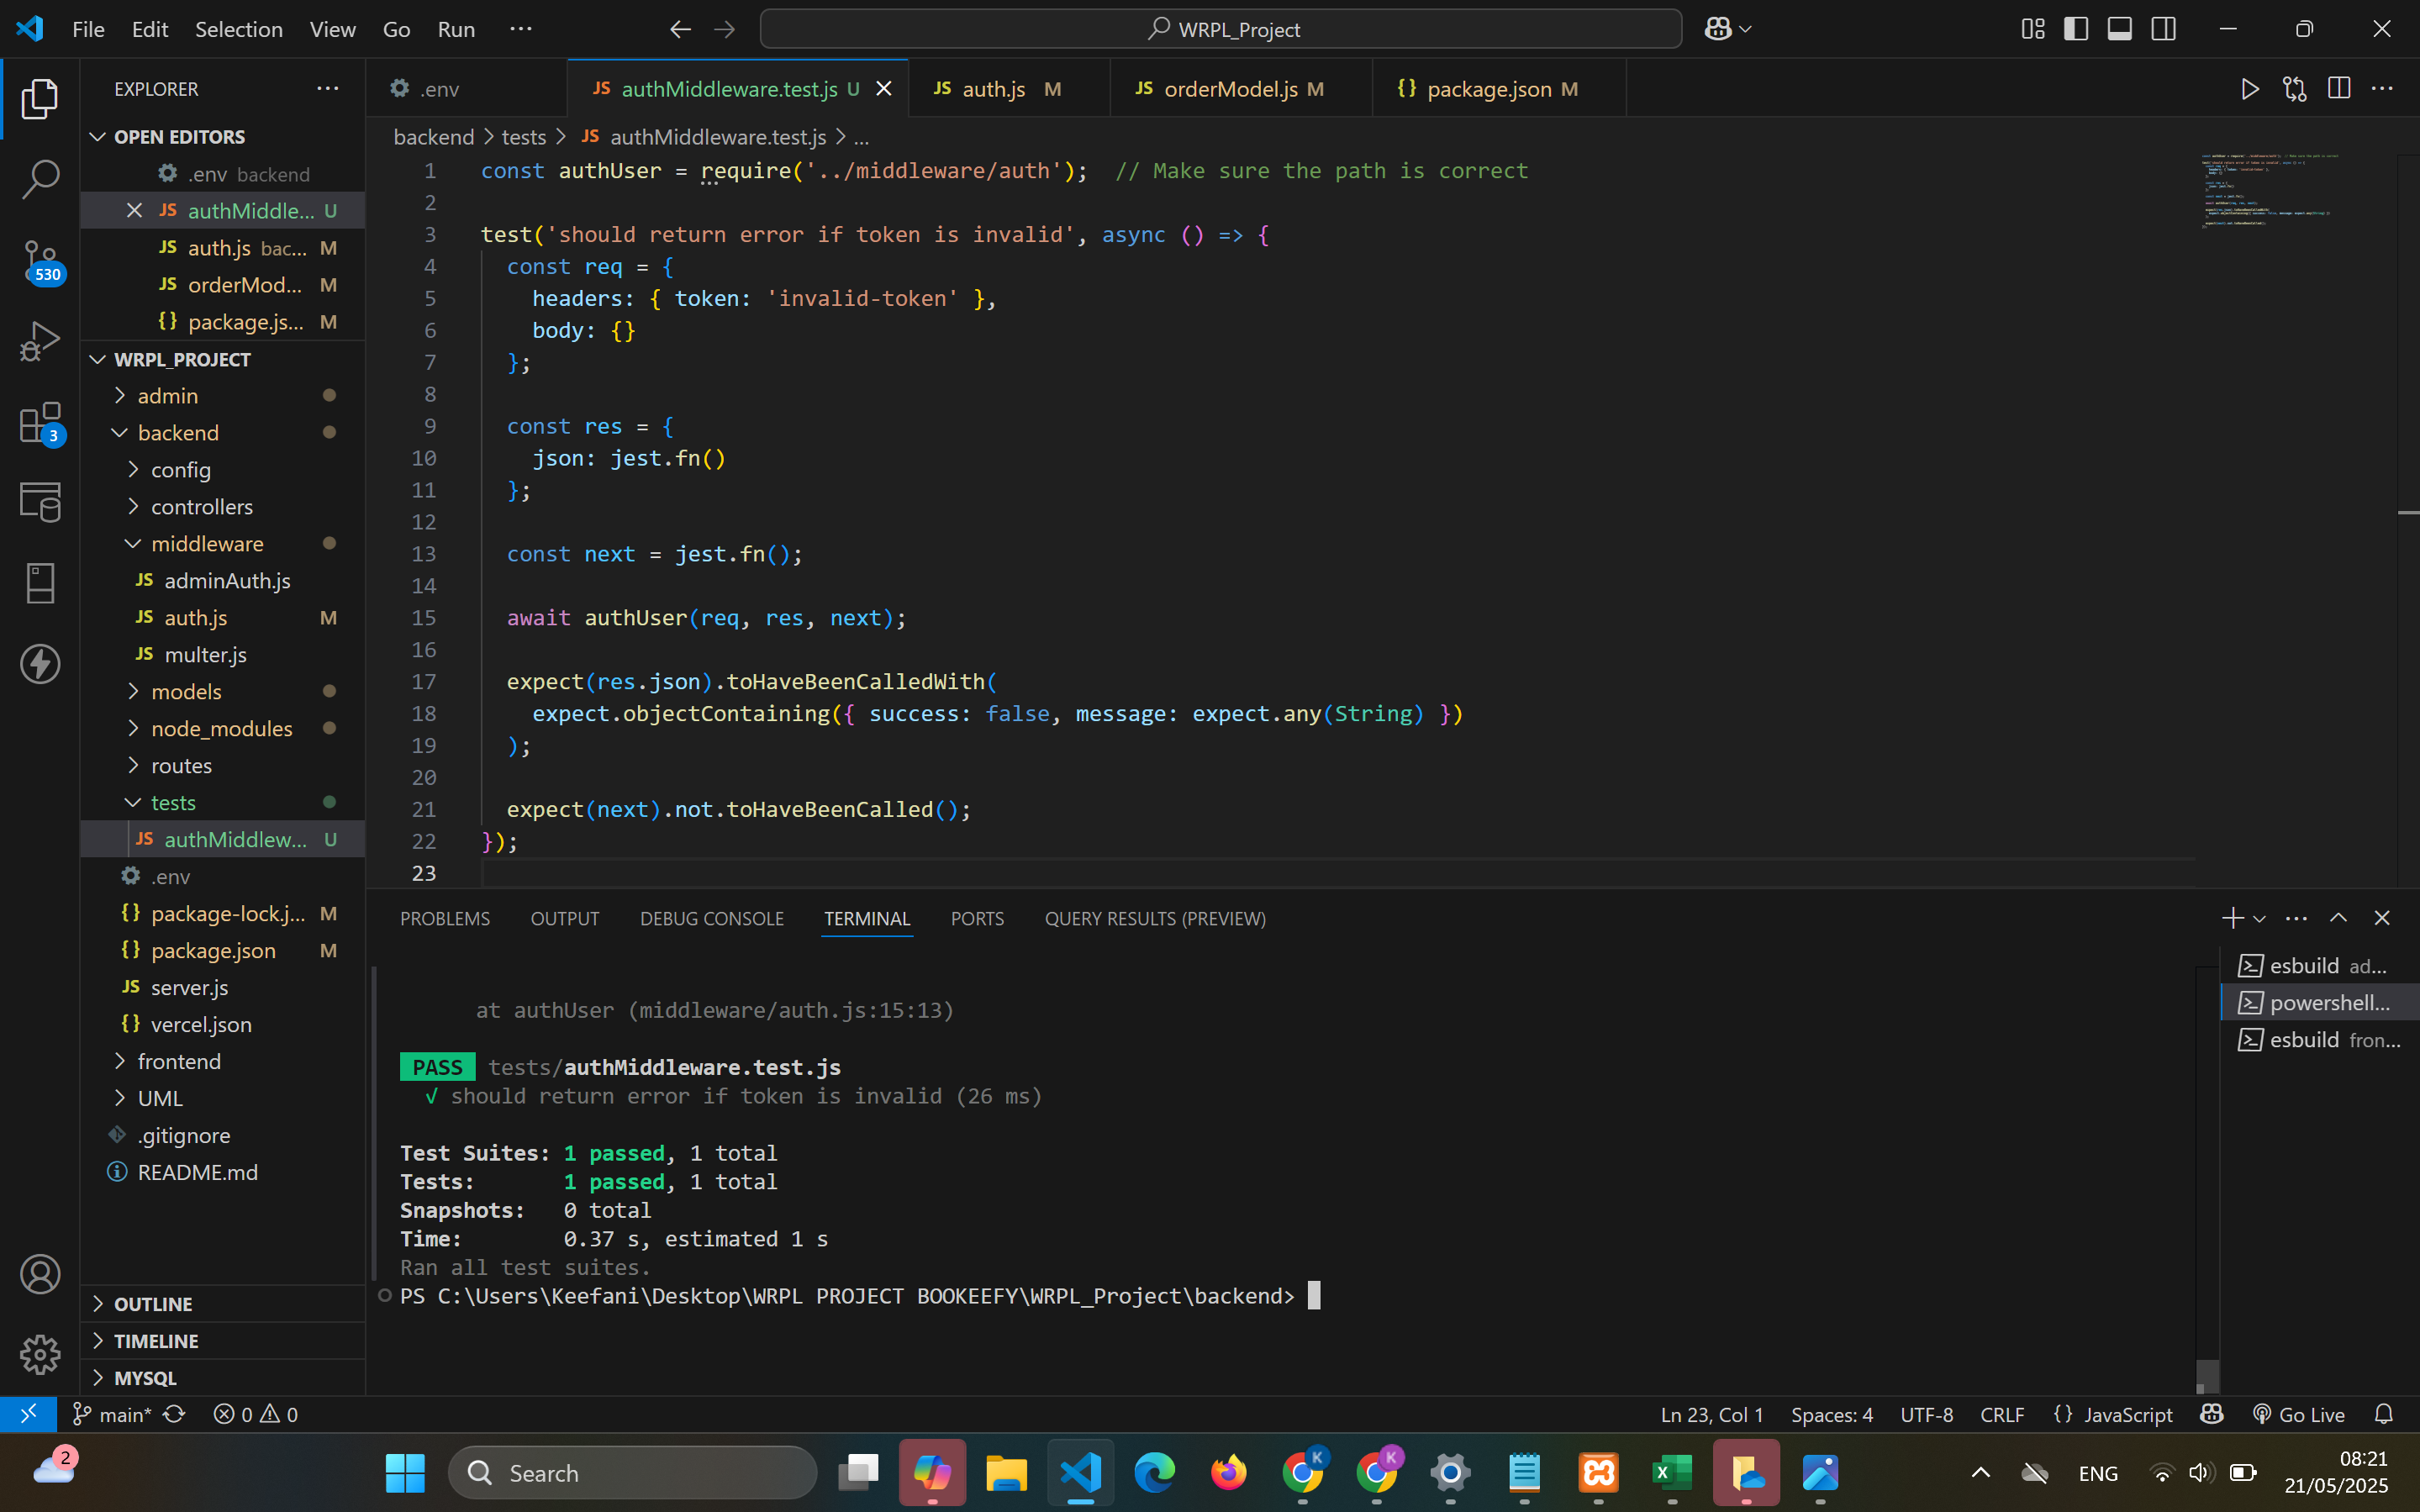 File Edit Selection View Go Run ···
WRPL_Project
EXPLORER ···
OPEN EDITORS
.env backend
JS authMiddle... U
JS auth.js bac... M
JS orderMod... M
{} package.js... M
WRPL_PROJECT
admin
backend
config
controllers
middleware
JS adminAuth.js
JS auth.js M
JS multer.js
models
node_modules
routes
tests
JS authMiddlew... U
.env
{} package-lock.j... M
{} package.json M
JS server.js
{} vercel.json
frontend
UML
.gitignore
README.md
OUTLINE
TIMELINE
MYSQL
530
3
.env JS authMiddleware.test.js U JS auth.js M JS orderModel.js M {} package.json M
backend > tests > JS authMiddleware.test.js > ...
1 const authUser = require('../middleware/auth'); // Make sure the path is correct
2
3 test('should return error if token is invalid', async () => {
4 const req = {
5 headers: { token: 'invalid-token' },
6 body: {}
7 };
8
9 const res = {
10 json: jest.fn()
11 };
12
13 const next = jest.fn();
14
15 await authUser(req, res, next);
16
17 expect(res.json).toHaveBeenCalledWith(
18 expect.objectContaining({ success: false, message: expect.any(String) })
19 );
20
21 expect(next).not.toHaveBeenCalled();
22 });
23
PROBLEMS OUTPUT DEBUG CONSOLE TERMINAL PORTS QUERY RESULTS (PREVIEW)
at authUser (middleware/auth.js:15:13)
PASS tests/authMiddleware.test.js
√ should return error if token is invalid (26 ms)
Test Suites: 1 passed, 1 total
Tests: 1 passed, 1 total
Snapshots: 0 total
Time: 0.37 s, estimated 1 s
Ran all test suites.
PS C:\Users\Keefani\Desktop\WRPL PROJECT BOOKEEFY\WRPL_Project\backend>
esbuild ad...
powershell...
esbuild fron...
main* 0 0 Ln 23, Col 1 Spaces: 4 UTF-8 CRLF {} JavaScript Go Live
2 Search K K ENG 08:21
21/05/2025